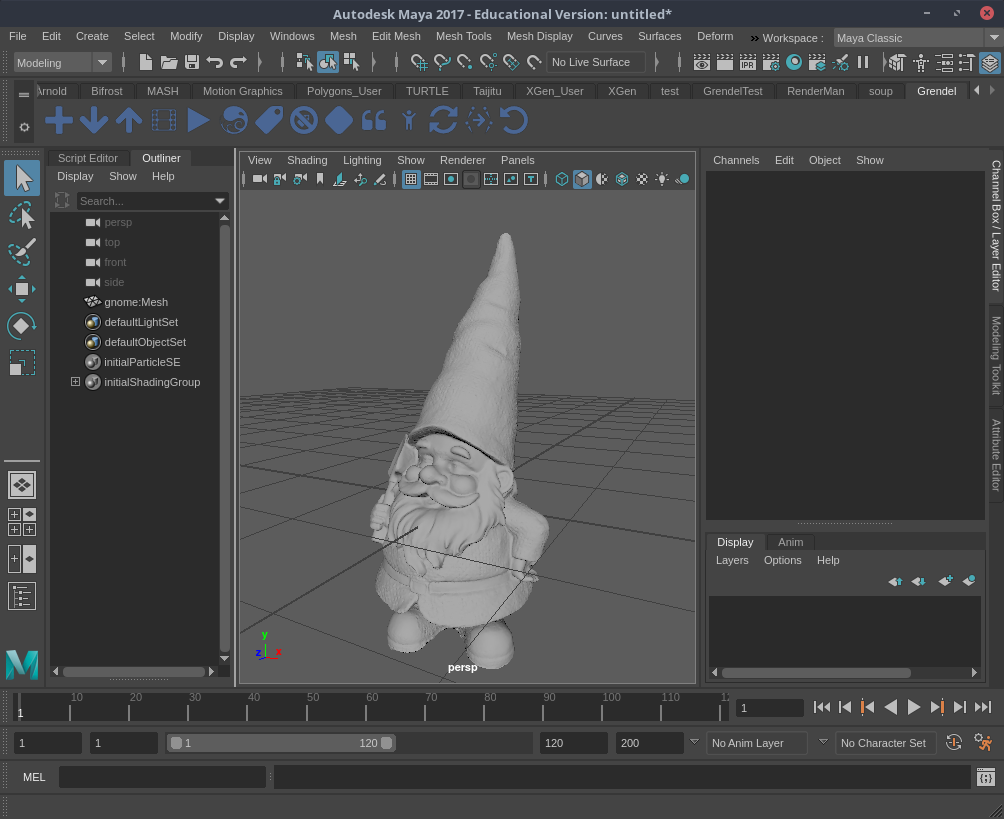 Autodesk Maya 2017 - Educational Version: untitled*
File Edit Create Select Modify Display Windows Mesh Edit Mesh Mesh Tools Mesh Display Curves Surfaces Deform » Workspace : Maya Classic
Modeling No Live Surface IPR
Arnold Bifrost MASH Motion Graphics Polygons_User TURTLE Taijitu XGen_User XGen test GrendelTest RenderMan soup Grendel
Script Editor Outliner
Display Show Help
Search...
persp
top
front
side
gnome:Mesh
defaultLightSet
defaultObjectSet
initialParticleSE
initialShadingGroup
View Shading Lighting Show Renderer Panels
y
z x
persp
Channels Edit Object Show
Channel Box / Layer Editor
Modeling Toolkit
Attribute Editor
Display Anim
Layers Options Help
10 20 30 40 50 60 70 80 90 100 110 12
1
1
1 1 1 120 120 200 No Anim Layer No Character Set
MEL